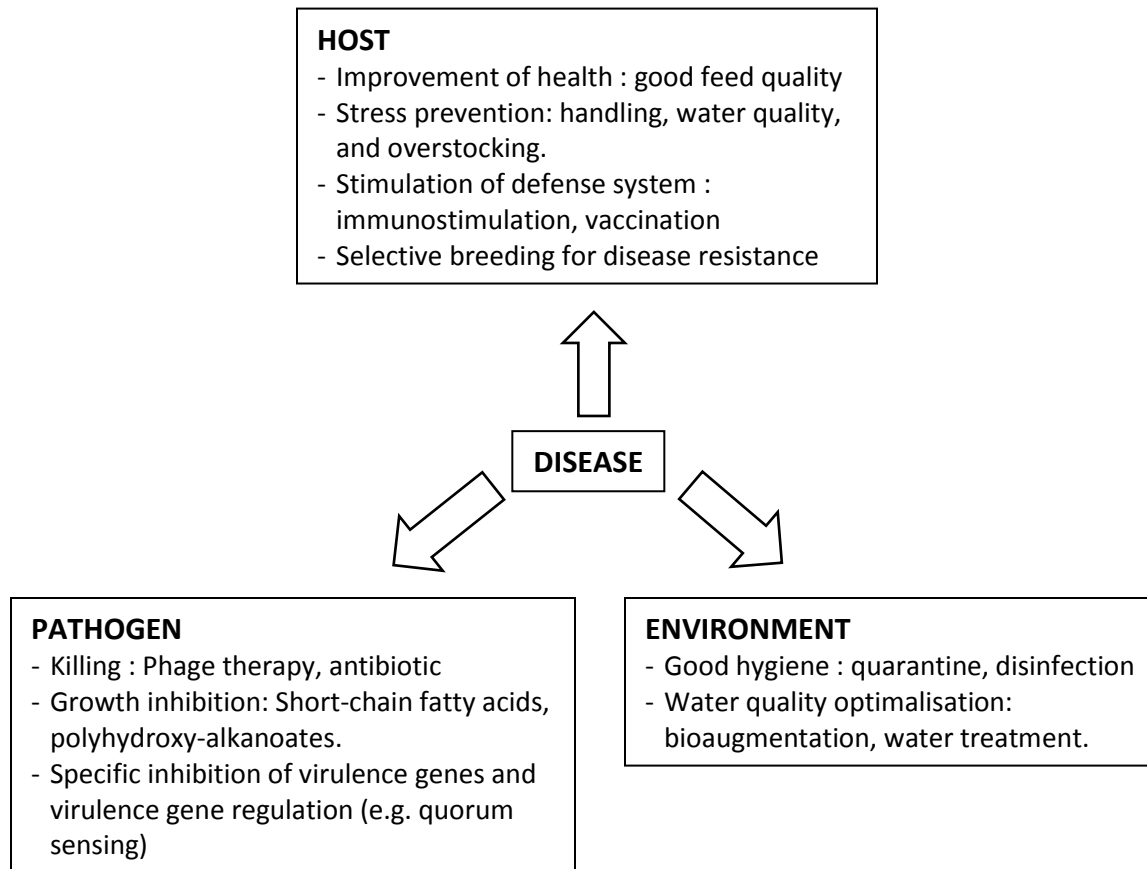 HOST
- Improvement of health : good feed quality
- Stress prevention: handling, water quality,
and overstocking.
- Stimulation of defense system :
immunostimulation, vaccination
- Selective breeding for disease resistance
DISEASE
PATHOGEN
- Killing : Phage therapy, antibiotic
- Growth inhibition: Short-chain fatty acids,
polyhydroxy-alkanoates.
- Specific inhibition of virulence genes and
virulence gene regulation (e.g. quorum
sensing)
ENVIRONMENT
- Good hygiene : quarantine, disinfection
- Water quality optimalisation:
bioaugmentation, water treatment.